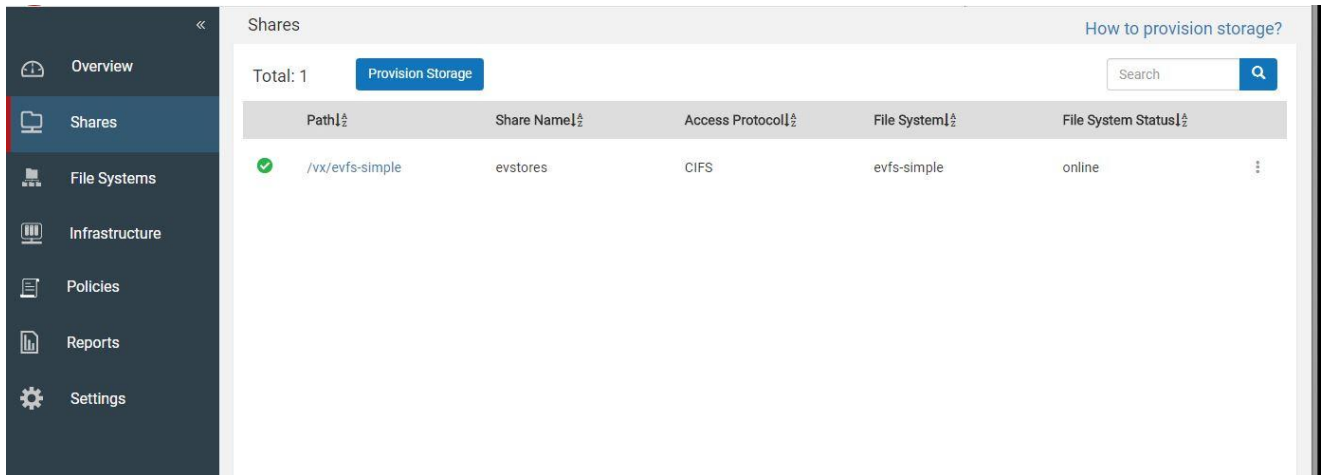 «
Shares
How to provision storage?
Overview
Total: 1
Provision Storage
Search
Shares
Path Share Name Access Protocol File System File System Status
/vx/evfs-simple evstores CIFS evfs-simple online
File Systems
Infrastructure
Policies
Reports
Settings